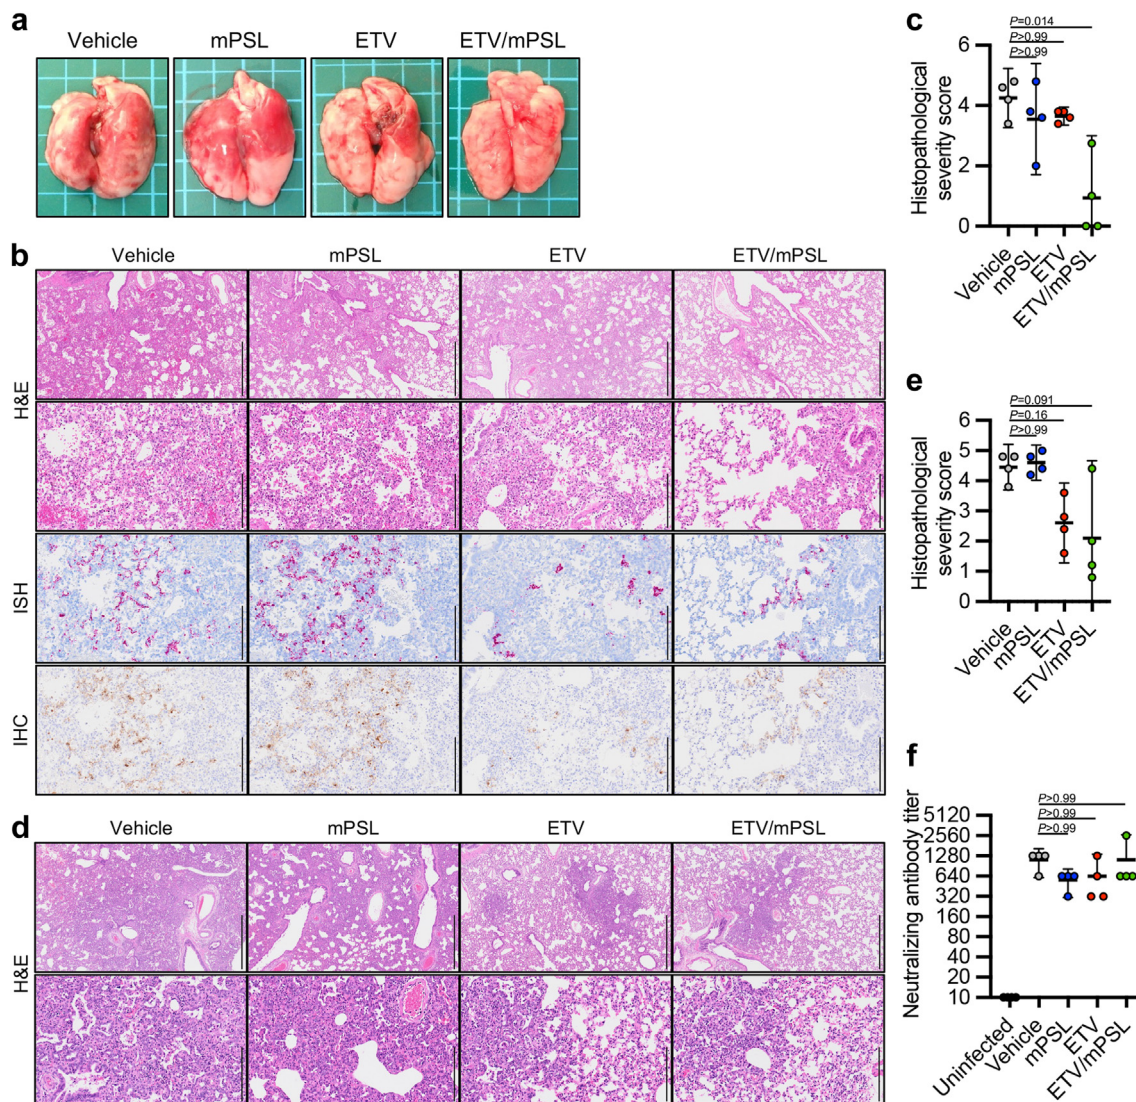 a
Vehicle mPSL ETV ETV/mPSL
b
Vehicle mPSL ETV ETV/mPSL
H&E
ISH
IHC
d
Vehicle mPSL ETV ETV/mPSL
H&E
c
P=0.014
P>0.99
P>0.99
Histopathological
severity score
6
4
2
0
Vehicle
mPSL
ETV
ETV/mPSL
e
P=0.091
P=0.16
P>0.99
Histopathological
severity score
6
5
4
3
2
1
0
Vehicle
mPSL
ETV
ETV/mPSL
f
P>0.99
P>0.99
P>0.99
Neutralizing antibody titer
5120
2560
1280
640
320
160
80
40
20
10
Uninfected
Vehicle
mPSL
ETV
ETV/mPSL